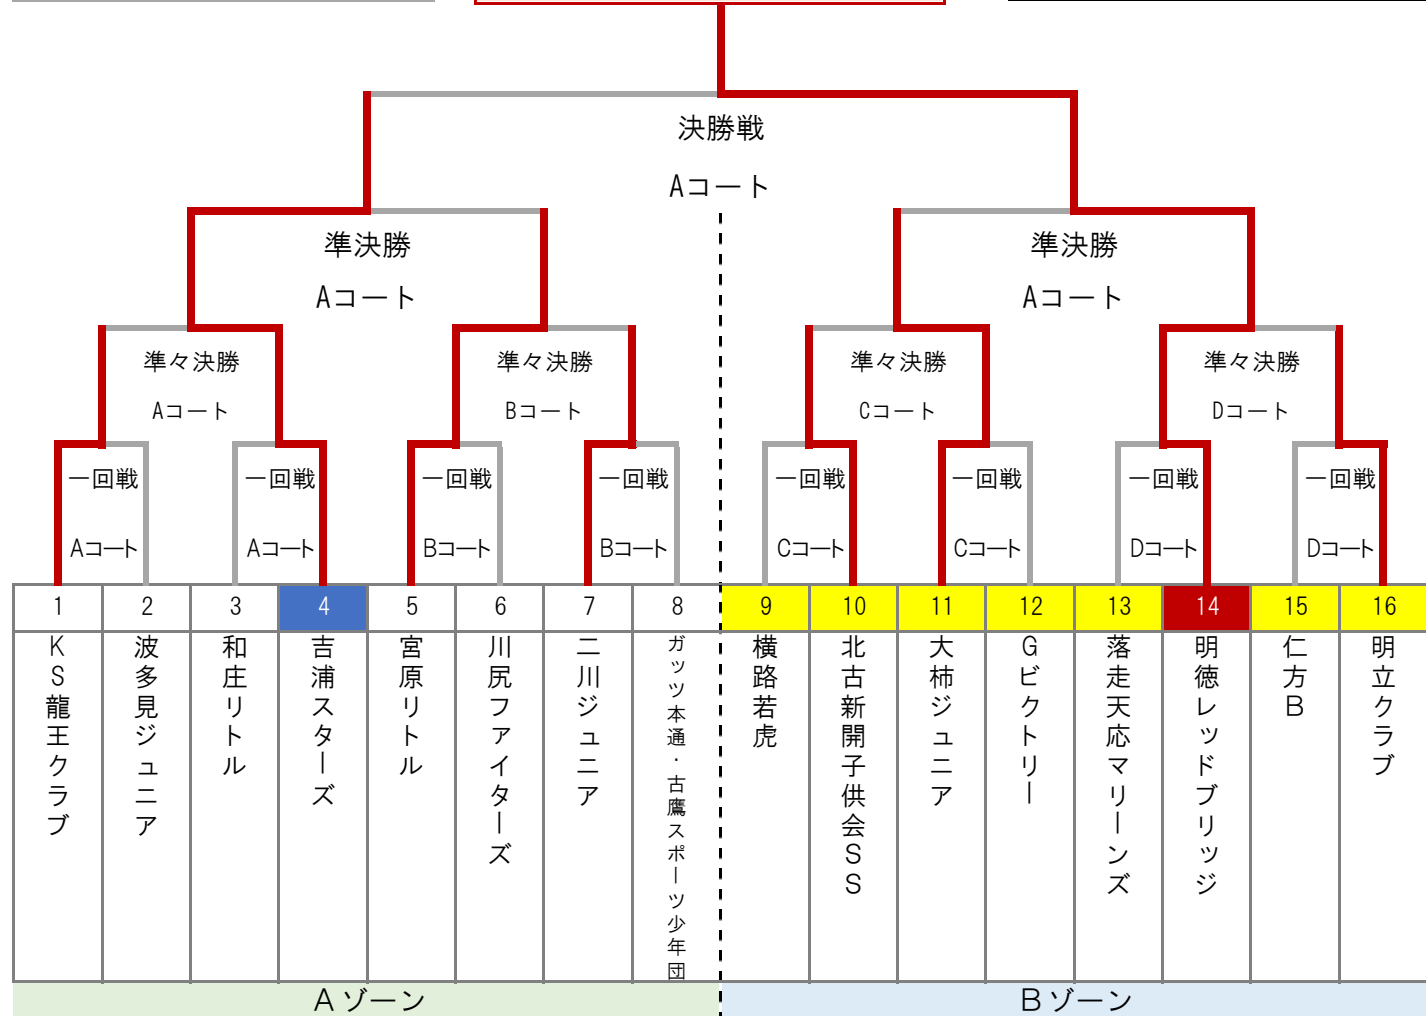 決勝戦
Aコート
準決勝
Aコート
準決勝
Aコート
準々決勝
Aコート
準々決勝
Bコート
準々決勝
Cコート
準々決勝
Dコート
一回戦
Aコート
一回戦
Aコート
一回戦
Bコート
一回戦
Bコート
一回戦
Cコート
一回戦
Cコート
一回戦
Dコート
一回戦
Dコート
1
2
3
4
5
6
7
8
9
10
11
12
13
14
15
16
KS龍王クラブ
波多見ジュニア
和庄リトル
吉浦スターズ
宮原リトル
川尻ファイターズ
二川ジュニア
ガッツ本通・古鷹スポーツ少年団
横路若虎
北古新開子供会SS
大柿ジュニア
Gビクトリー
落走天応マリーンズ
明徳レッドブリッジ
仁方B
明立クラブ
Aゾーン
Bゾーン